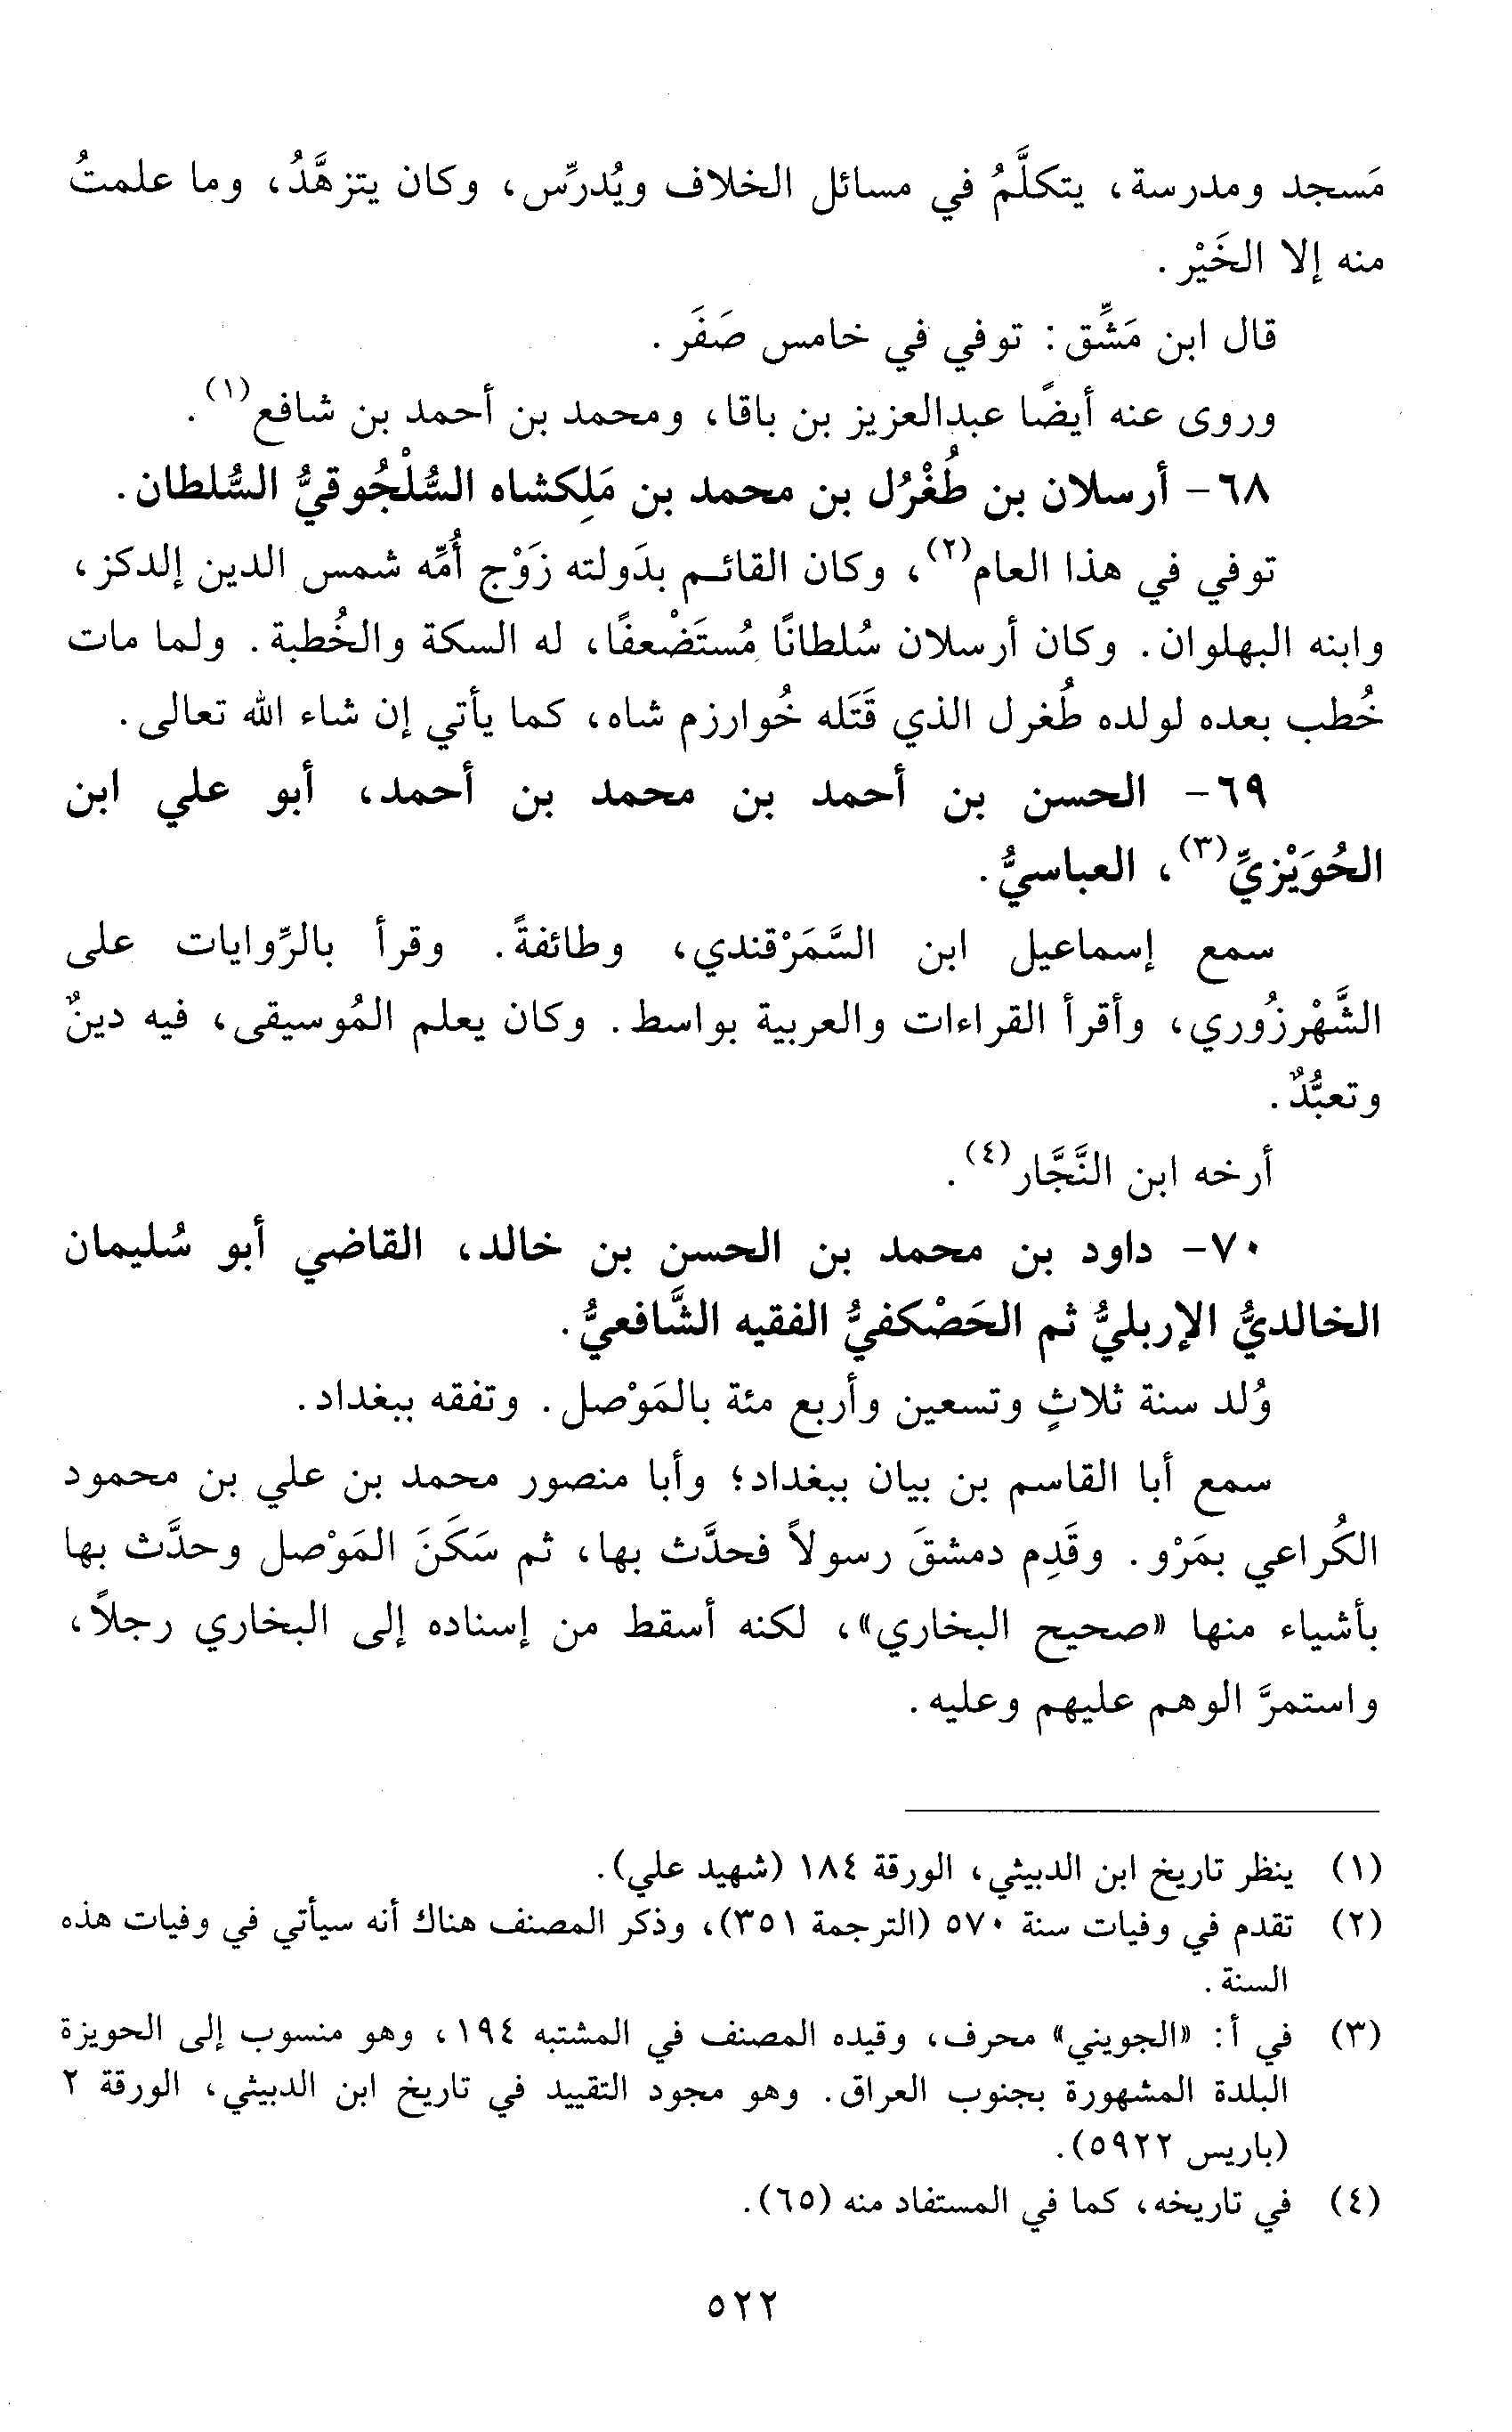 مَسجد ومدرسة، يتكلَّمُ في مسائل الخلاف ويُدرِّس، وكان يتزهَّدُ، وما علمتُ
منه إلا الخَيْر.
قال ابن مَشِّق: توفي في خامس صَفَر.
وروى عنه أيضًا عبدالعزيز بن باقا، ومحمد بن أحمد بن شافع(١).
٦٨- أرسلان بن طُغْرُل بن محمد بن مَلِكشاه السُّلْجُوقيُّ السُّلطان.
توفي في هذا العام(٢)، وكان القائم بدَولته زَوْج أُمِّه شمس الدين إلدكز،
وابنه البهلوان. وكان أرسلان سُلطانًا مُستَضْعفًا، له السكة والخُطبة. ولما مات
خُطب بعده لولده طُغرل الذي قَتَله خُوارزم شاه، كما يأتي إن شاء الله تعالى.
٦٩- الحسن بن أحمد بن محمد بن أحمد، أبو علي ابن
الحُوَيْزيِّ(٣)، العباسيُّ.
سمع إسماعيل ابن السَّمَرْقندي، وطائفةً. وقرأ بالرِّوايات على
الشَّهْرزُوري، وأقرأ القراءات والعربية بواسط. وكان يعلم المُوسيقى، فيه دينٌ
وتعبُّدٌ.
أرخه ابن النَّجَّار(٤).
٧٠- داود بن محمد بن الحسن بن خالد، القاضي أبو سُليمان
الخالديُّ الإربليُّ ثم الحَصْكفيُّ الفقيه الشَّافعيُّ.
وُلد سنة ثلاثٍ وتسعين وأربع مئة بالمَوْصل. وتفقه ببغداد.
سمع أبا القاسم بن بيان ببغداد؛ وأبا منصور محمد بن علي بن محمود
الكُراعي بمَرْو. وقَدِم دمشقَ رسولاً فحدَّث بها، ثم سَكَنَ المَوْصل وحدَّث بها
بأشياء منها «صحيح البخاري»، لكنه أسقط من إسناده إلى البخاري رجلاً،
واستمرَّ الوهم عليهم وعليه.
(١) ينظر تاريخ ابن الدبيثي، الورقة ١٨٤ (شهيد علي).
(٢) تقدم في وفيات سنة ٥٧٠ (الترجمة ٣٥١)، وذكر المصنف هناك أنه سيأتي في وفيات هذه
السنة.
(٣) في أ: «الجويني» محرف، وقيده المصنف في المشتبه ١٩٤، وهو منسوب إلى الحويزة
البلدة المشهورة بجنوب العراق. وهو مجود التقييد في تاريخ ابن الدبيثي، الورقة ٢
(باريس ٥٩٢٢).
(٤) في تاريخه، كما في المستفاد منه (٦٥).
٥٢٢